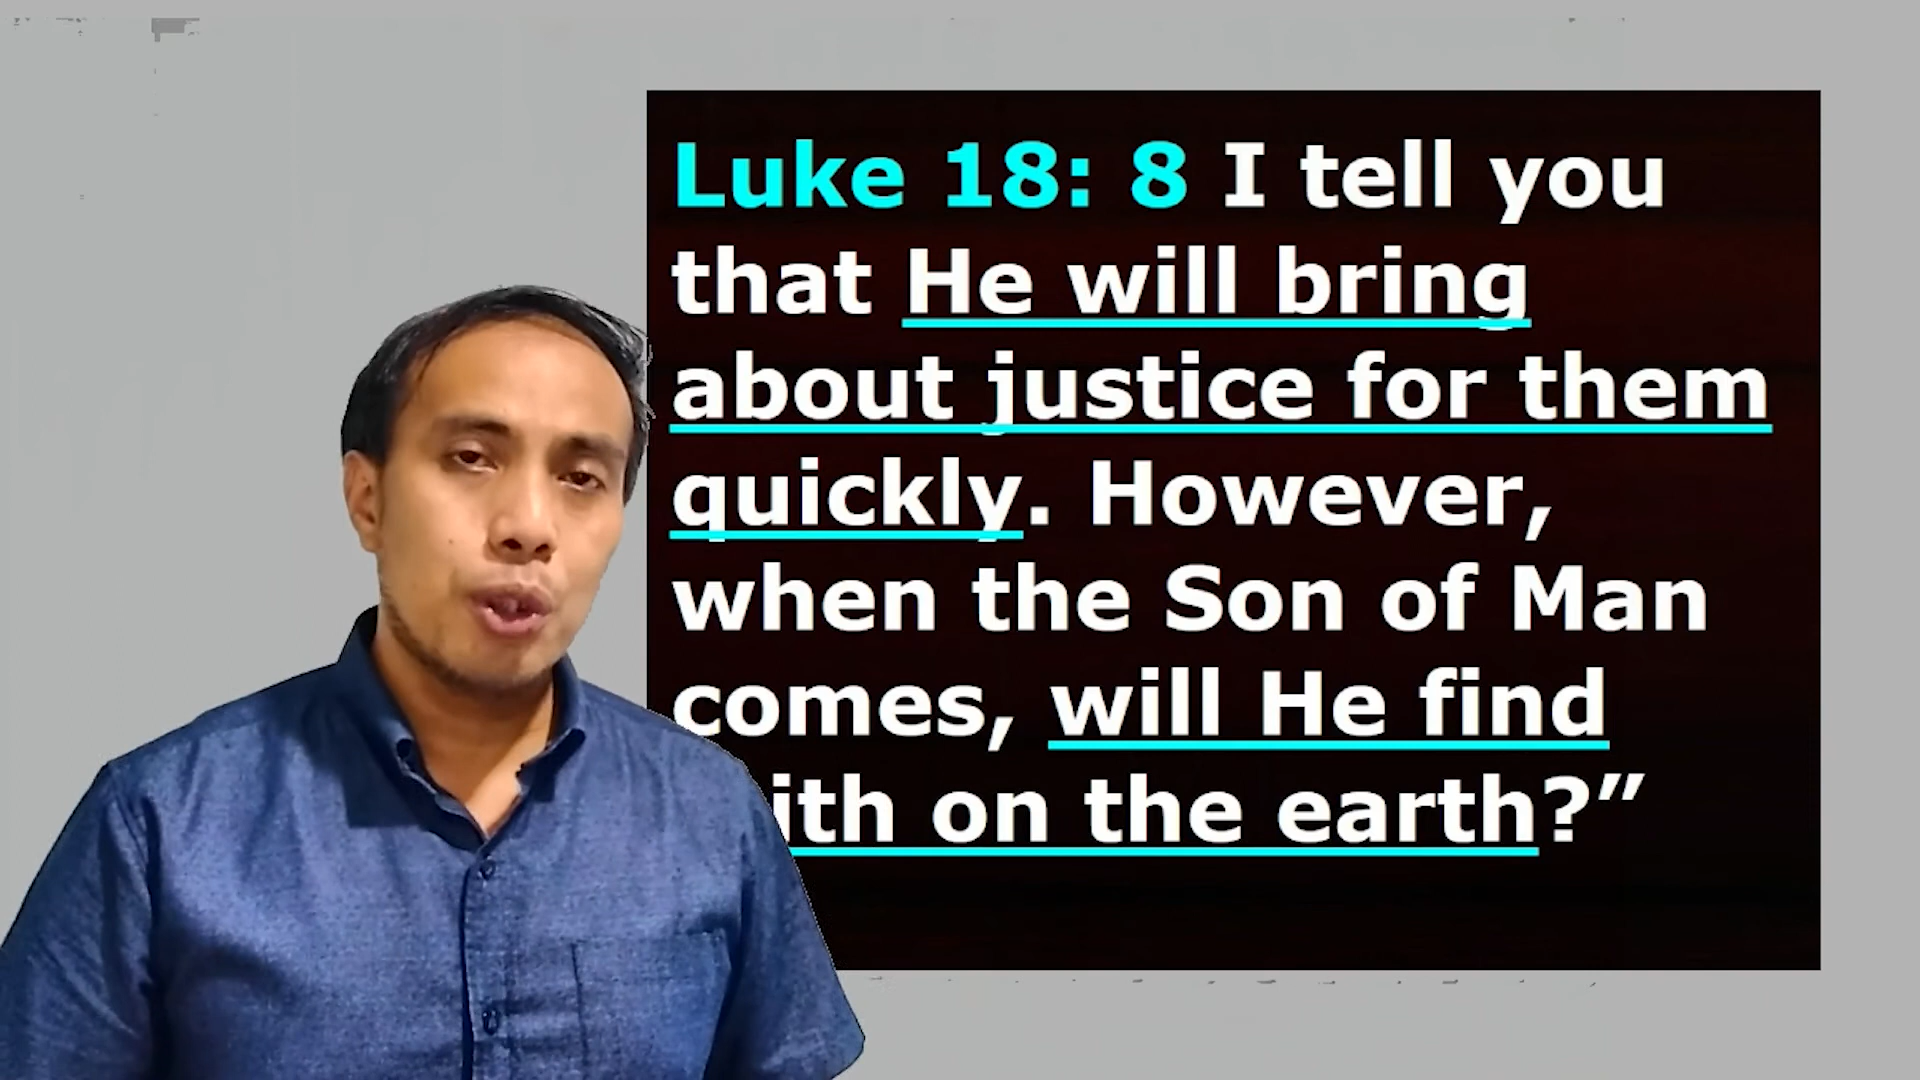 Luke 18: 8 I tell you
that He will bring
about justice for them
quickly. However,
when the Son of Man
comes, will He find
on the earth?”